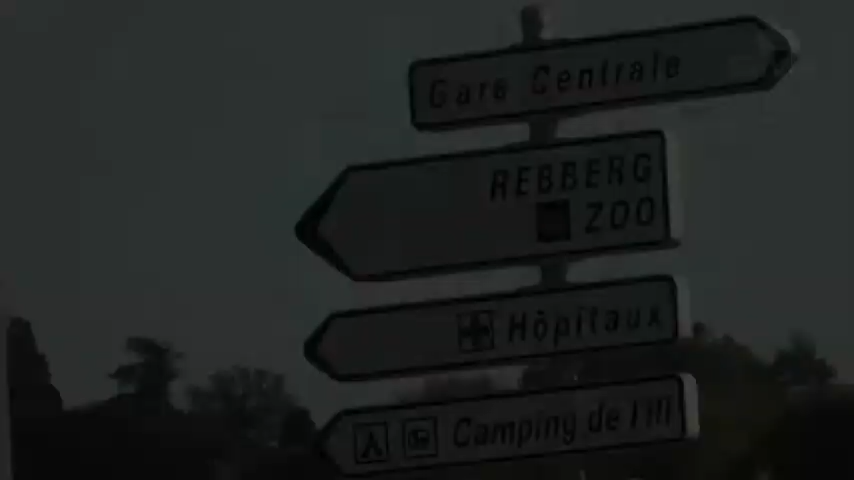 Gare Centrale
REBBERG
ZOO
Hôpitaux
Camping de l'Ill